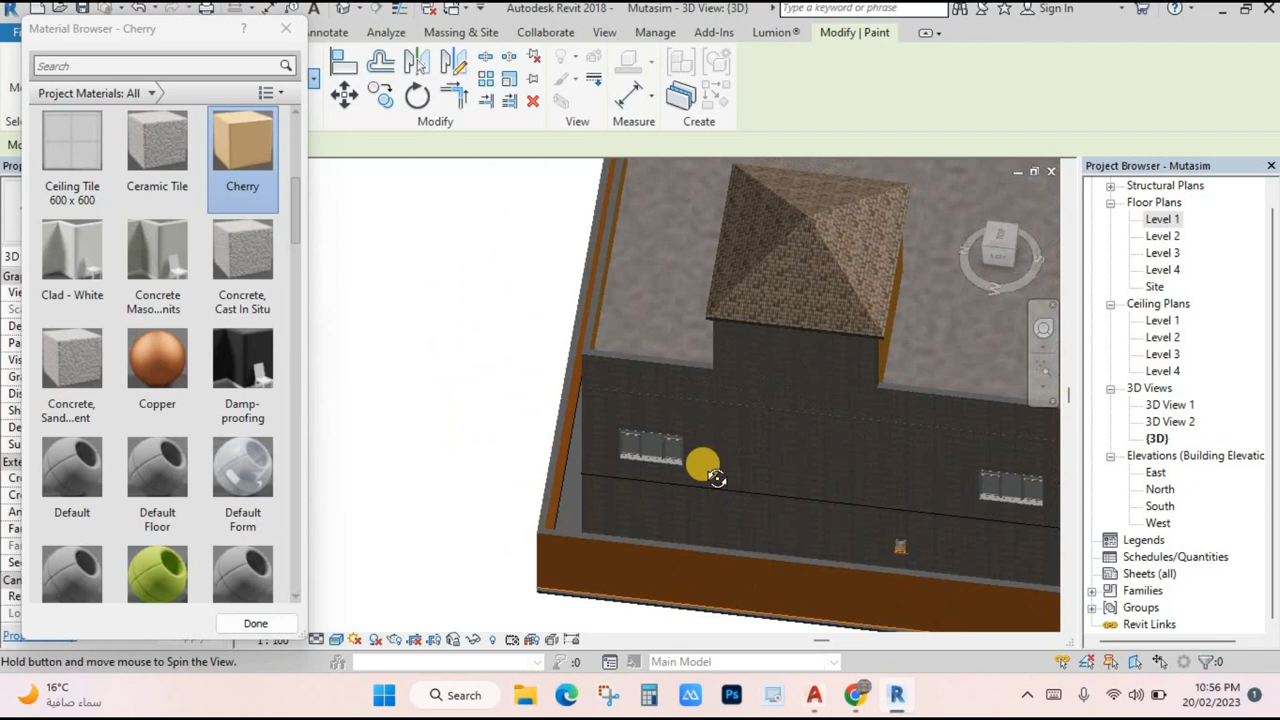 Autodesk Revit 2018 - Mutasim - 3D View: {3D}
Type a keyword or phrase
Sign In
Material Browser - Cherry
?
nnotate
Analyze
Massing & Site
Collaborate
View
Manage
Add-Ins
Lumion®
Modify | Paint
Search
Project Materials: All
Modify
View
Measure
Create
Ceiling Tile 600 x 600
Ceramic Tile
Cherry
Clad - White
Concrete Maso...nits
Concrete, Cast In Situ
Concrete, Sand...ent
Copper
Damp-proofing
Default
Default Floor
Default Form
Done
TOP
Project Browser - Mutasim
Structural Plans
Floor Plans
Level 1
Level 2
Level 3
Level 4
Site
Ceiling Plans
Level 1
Level 2
Level 3
Level 4
3D Views
3D View 1
3D View 2
{3D}
Elevations (Building Elevatic
East
North
South
West
Legends
Schedules/Quantities
Sheets (all)
Families
Groups
Revit Links
Hold button and move mouse to Spin the View.
:0
Main Model
:0
16°C
سماء صافية
Search
Ps
A
R
10:56 PM
20/02/2023